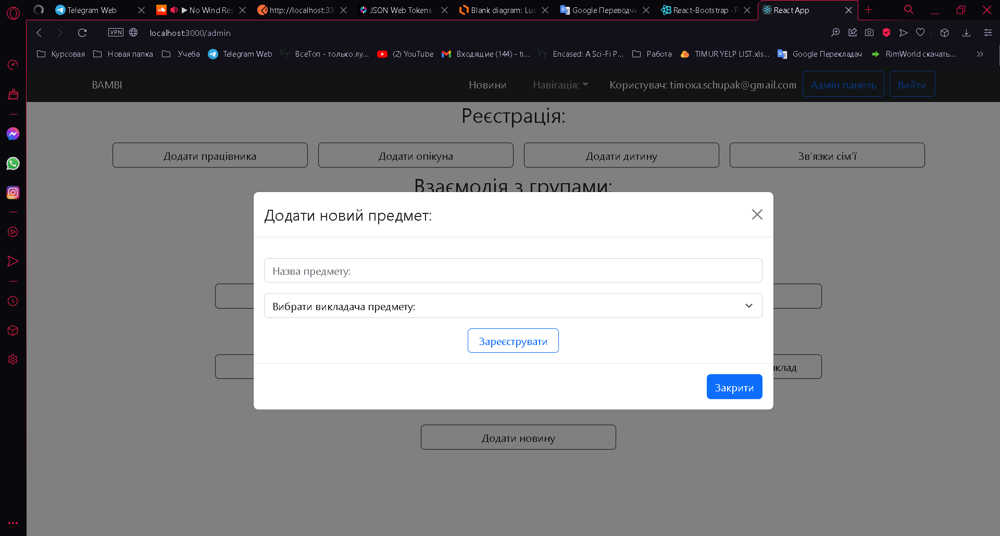 Telegram Web
No Wind Res
http://localhost:33
JSON Web Tokens -
Blank diagram: Luc
Google Переводчи
React-Bootstrap · R
React App
VPN
localhost:3000/admin
Курсовая
Новая папка
Учеба
Telegram Web
ВсеТоп - только лу...
(2) YouTube
Входящие (144) - ti...
Encased: A Sci-Fi P...
Работа
TIMUR YELP LIST.xls...
Google Перекладач
RimWorld скачать...
BAMBI
Новини
Навігація:
Користувач: timoxa.schupak@gmail.com
Адмін панель
Вийти
Реєстрація:
Додати працівника
Додати опікуна
Додати дитину
Зв'язки сім'ї
Взаємодія з групами:
Додати новий предмет:
Назва предмету:
Вибрати викладача предмету:
Зареєструвати
клад
Закрити
Додати новину